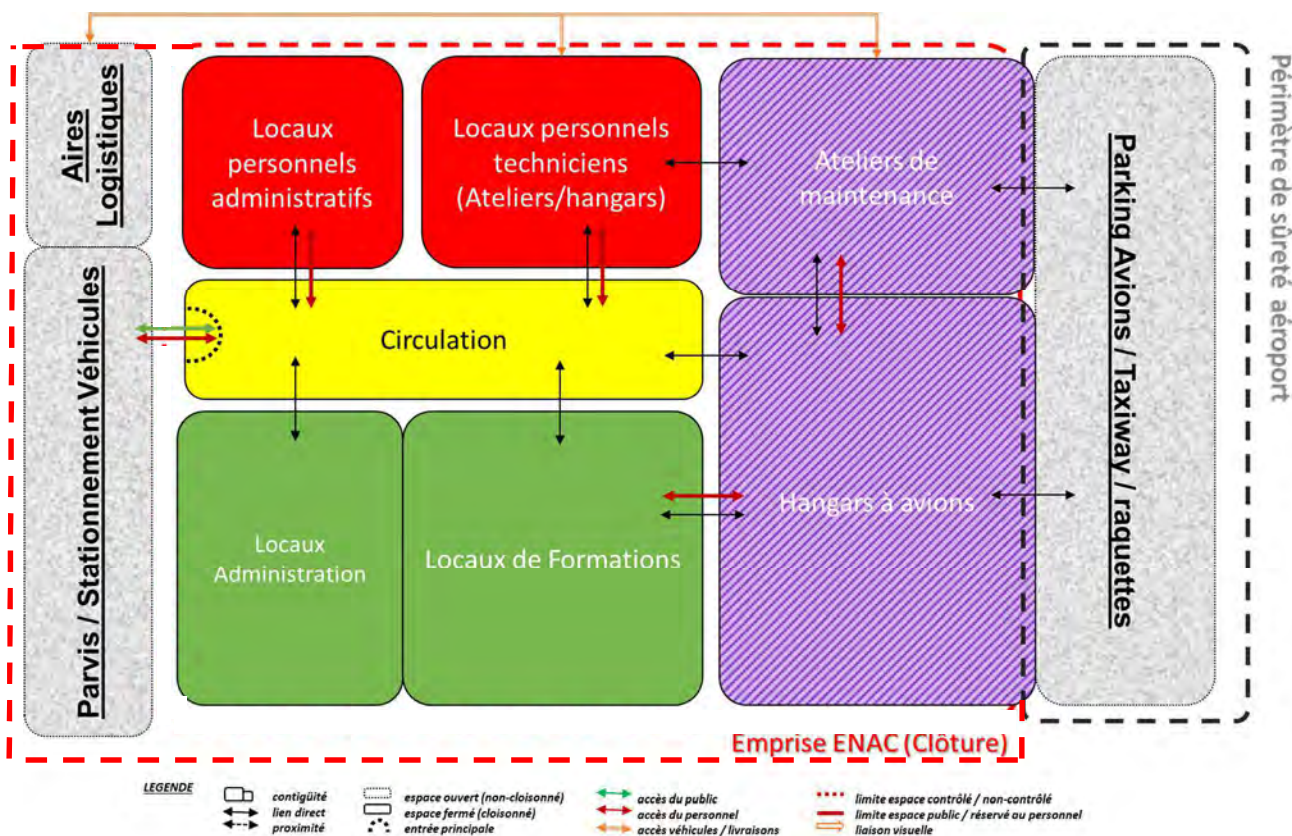 Aires
Logistiques
Parvis / Stationnement Véhicules
Locaux
personnels
administratifs
Locaux personnels
techniciens
(Ateliers/hangars)
Ateliers de
maintenance
Circulation
Locaux
Administration
Locaux de Formations
Hangars à avions
Parking Avions / Taxiway / raquettes
Périmètre de sûreté aéroport
Emprise ENAC (Clôture)
LEGENDE
contigüité
lien direct
proximité
espace ouvert (non-cloisonné)
espace fermé (cloisonné)
entrée principale
accès du public
accès du personnel
accès véhicules / livraisons
limite espace contrôlé / non-contrôlé
limite espace public / réservé au personnel
liaison visuelle